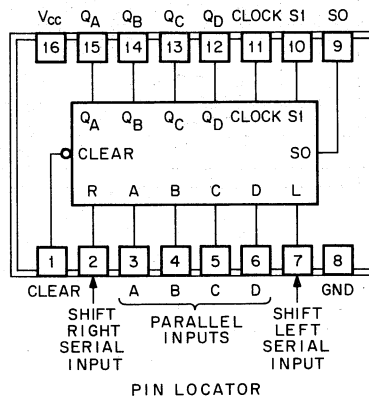 VCC QA QB QC QD CLOCK S1 SO
16 15 14 13 12 11 10 9
QA QB QC QD CLOCK S1
CLEAR SO
R A B C D L
1 2 3 4 5 6 7 8
CLEAR A B C D GND
SHIFT RIGHT SERIAL INPUT
PARALLEL INPUTS
SHIFT LEFT SERIAL INPUT
PIN LOCATOR